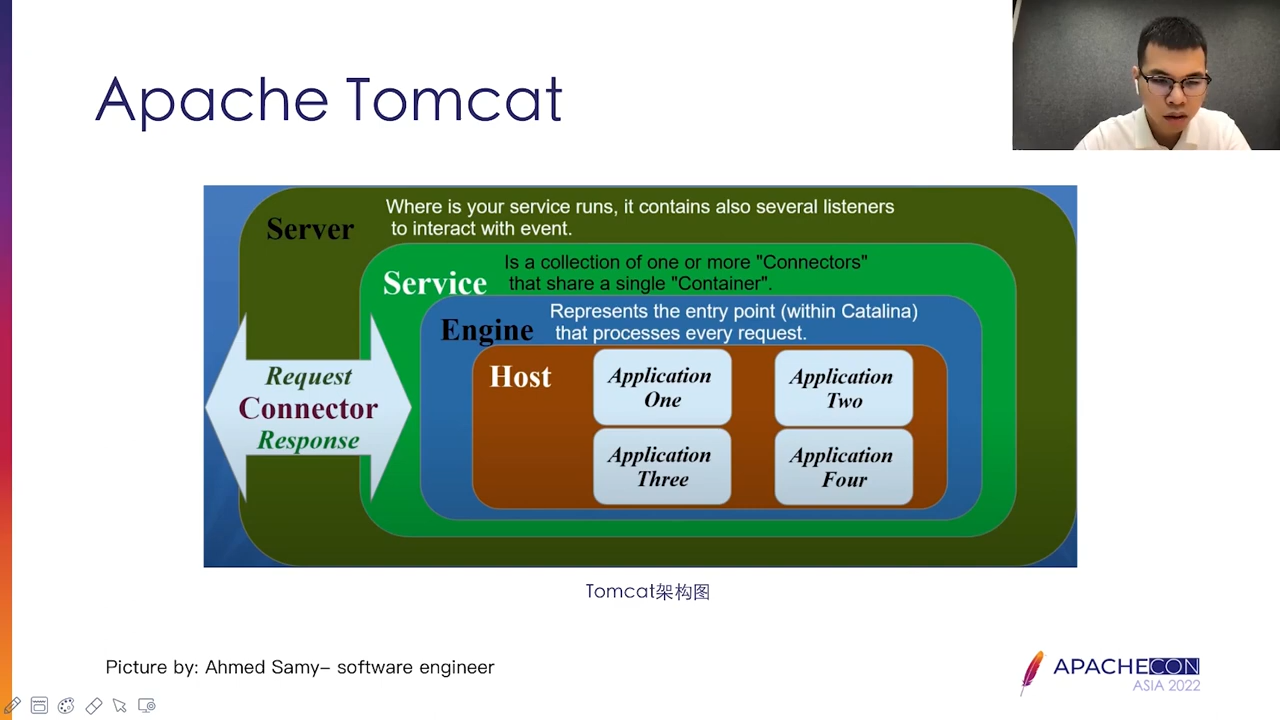 Apache Tomcat
Where is your service runs, it contains also several listeners
to interact with event.
Server
Is a collection of one or more "Connectors"
that share a single "Container".
Service
Represents the entry point (within Catalina)
that processes every request.
Engine
Host
Application
One
Application
Two
Application
Three
Application
Four
Request
Connector
Response
Tomcat架构图
Picture by: Ahmed Samy- software engineer
APACHECON
ASIA 2022